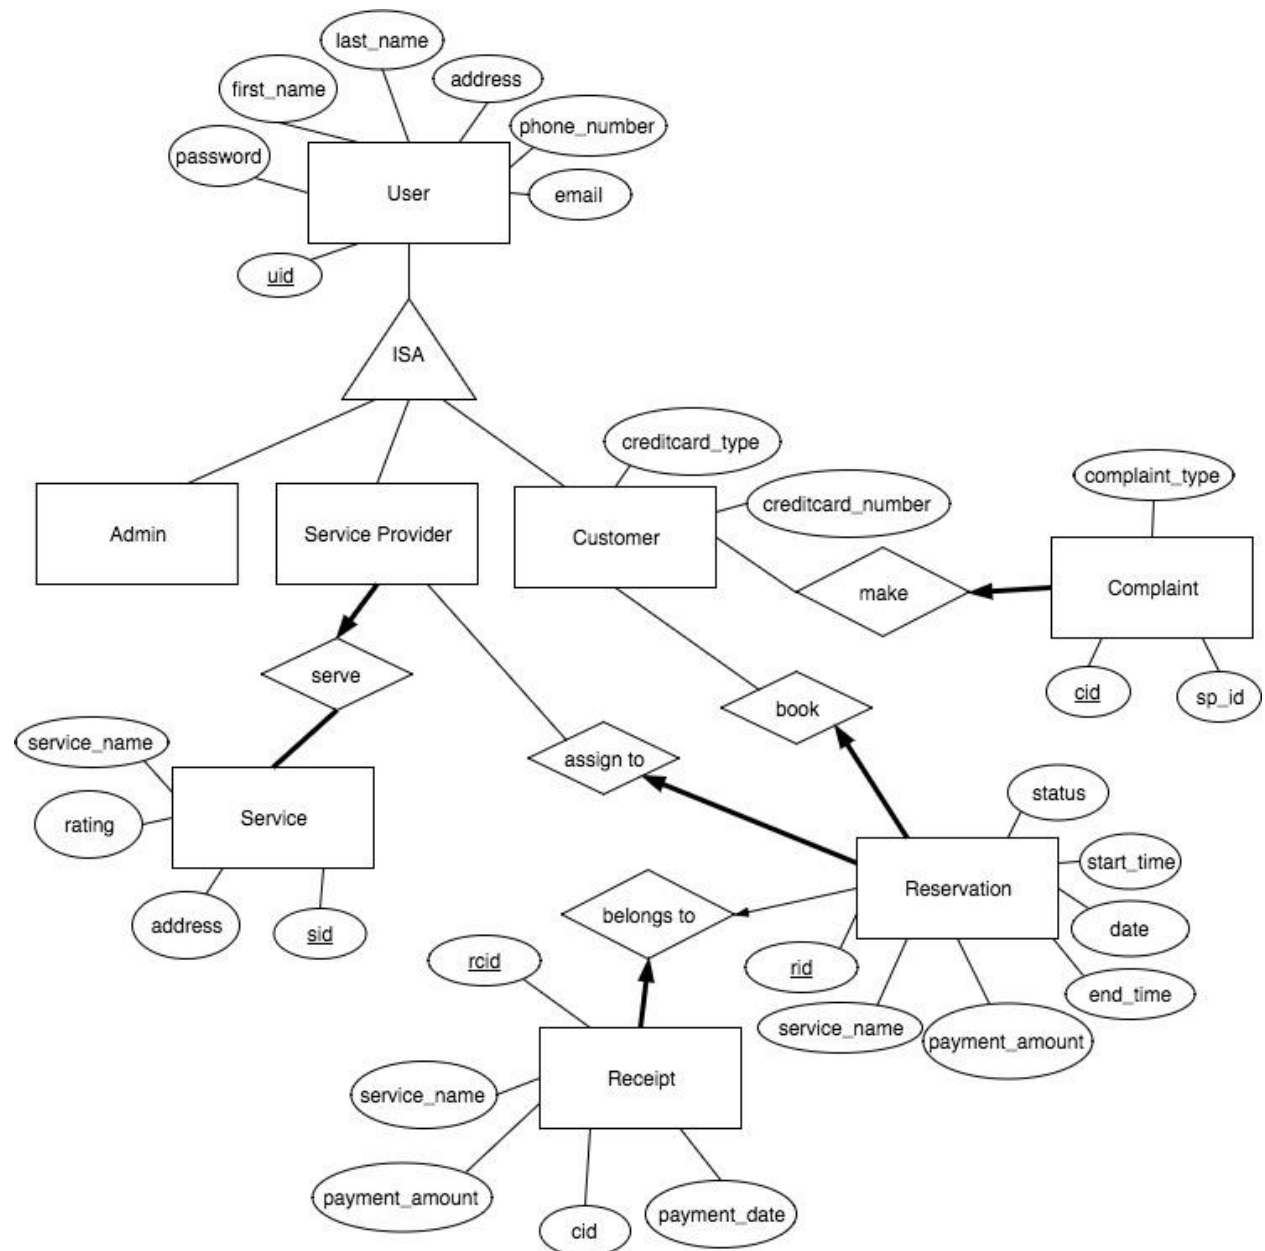 last_name
first_name
address
phone_number
password
User
email
uid
ISA
creditcard_type
complaint_type
creditcard_number
Admin
Service Provider
Customer
make
Complaint
serve
cid
sp_id
book
service_name
assign to
status
rating
Service
start_time
Reservation
belongs to
address
sid
date
rcid
rid
end_time
service_name
payment_amount
Receipt
service_name
payment_amount
payment_date
cid